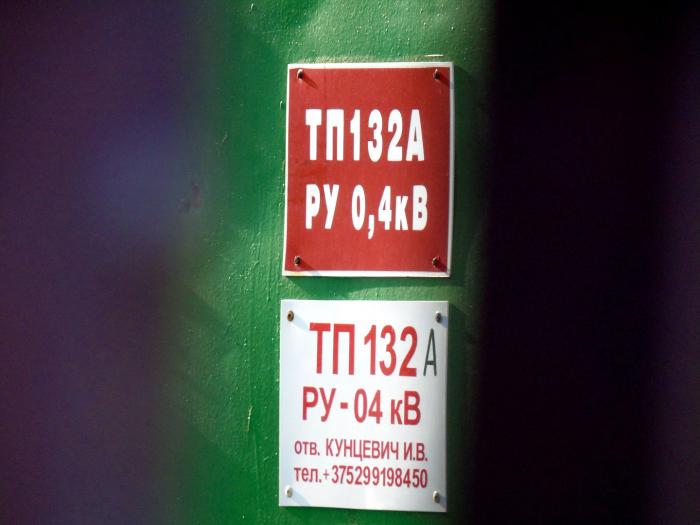 ТП132А
РУ 0,4кВ
ТП 132 А
РУ - 04 кВ
отв. КУНЦЕВИЧ И.В.
тел.+375299198450